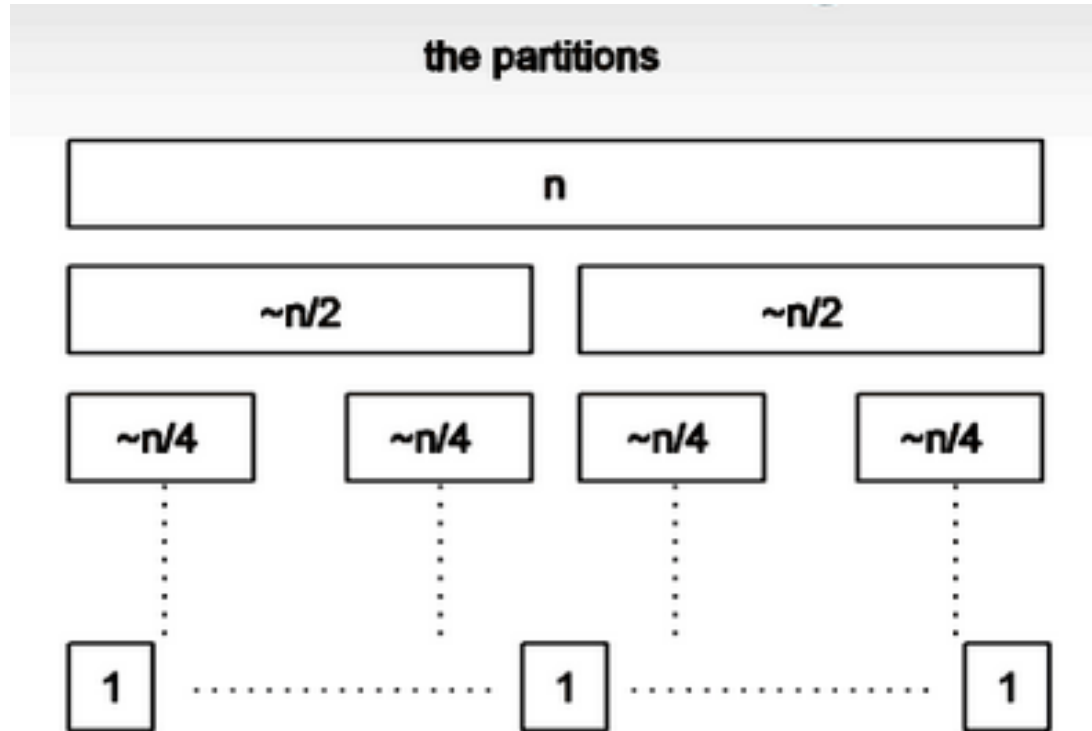 the partitions
n
~n/2 ~n/2
~n/4 ~n/4 ~n/4 ~n/4
1 1 1